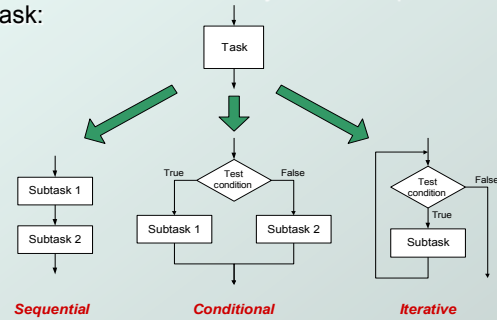 ask:
Task
Subtask 1
Subtask 2
Sequential
True
Test
condition
False
Subtask 1
Subtask 2
Conditional
Test
condition
False
True
Subtask
Iterative